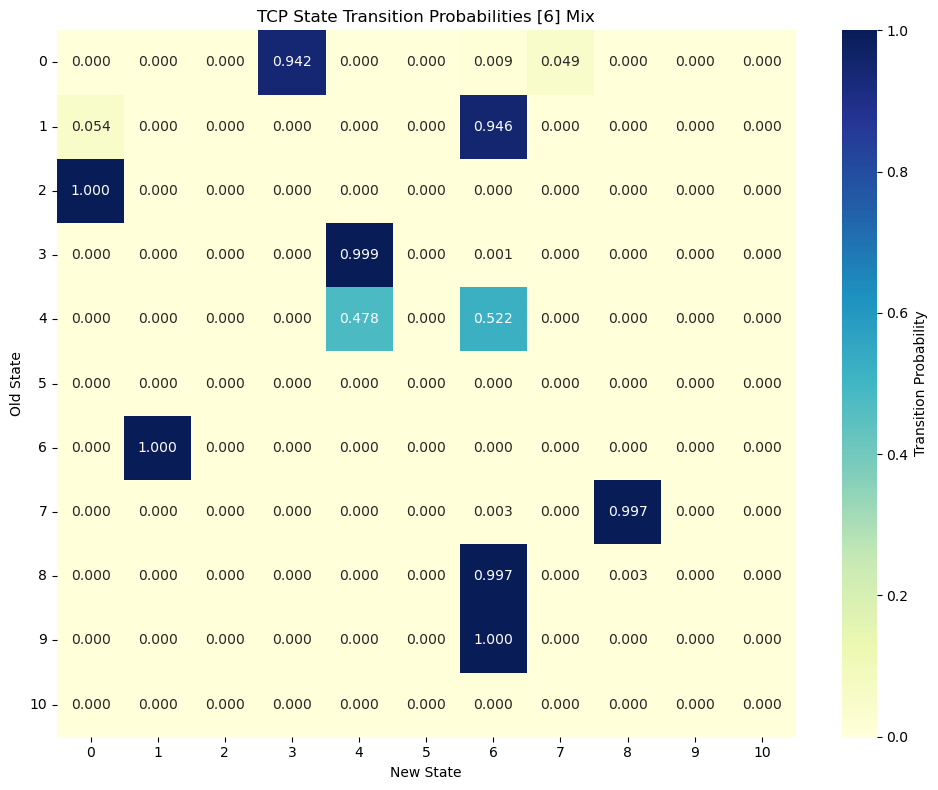 TCP State Transition Probabilities [6] Mix
0 0.000 0.000 0.000 0.942 0.000 0.000 0.009 0.049 0.000 0.000 0.000
1 0.054 0.000 0.000 0.000 0.000 0.000 0.946 0.000 0.000 0.000 0.000
2 1.000 0.000 0.000 0.000 0.000 0.000 0.000 0.000 0.000 0.000 0.000
3 0.000 0.000 0.000 0.000 0.999 0.000 0.001 0.000 0.000 0.000 0.000
4 0.000 0.000 0.000 0.000 0.478 0.000 0.522 0.000 0.000 0.000 0.000
5 0.000 0.000 0.000 0.000 0.000 0.000 0.000 0.000 0.000 0.000 0.000
6 0.000 1.000 0.000 0.000 0.000 0.000 0.000 0.000 0.000 0.000 0.000
7 0.000 0.000 0.000 0.000 0.000 0.000 0.003 0.000 0.997 0.000 0.000
8 0.000 0.000 0.000 0.000 0.000 0.000 0.997 0.000 0.003 0.000 0.000
9 0.000 0.000 0.000 0.000 0.000 0.000 1.000 0.000 0.000 0.000 0.000
10 0.000 0.000 0.000 0.000 0.000 0.000 0.000 0.000 0.000 0.000 0.000
0 1 2 3 4 5 6 7 8 9 10
New State
Old State
1.0
0.8
0.6
0.4
0.2
0.0
Transition Probability